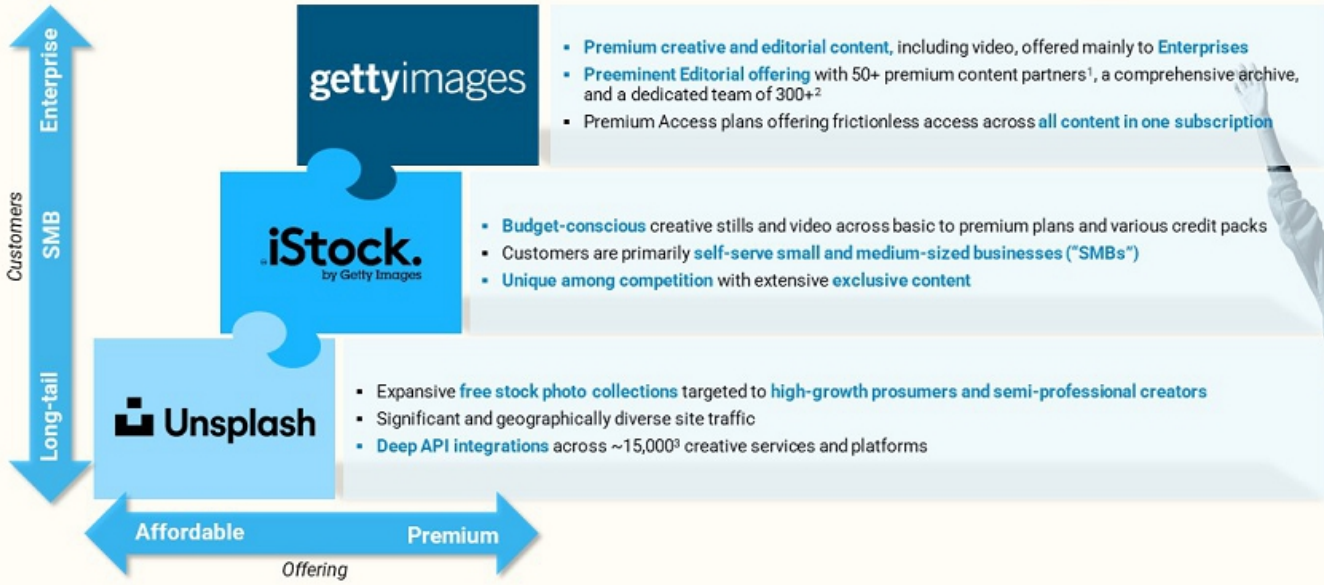 Customers
Enterprise
SMB
Long-tail
gettyimages
▪ Premium creative and editorial content, including video, offered mainly to Enterprises
▪ Preeminent Editorial offering with 50+ premium content partners¹, a comprehensive archive,
and a dedicated team of 300+²
▪ Premium Access plans offering frictionless access across all content in one subscription
iStock.
by Getty Images
▪ Budget-conscious creative stills and video across basic to premium plans and various credit packs
▪ Customers are primarily self-serve small and medium-sized businesses (“SMBs”)
▪ Unique among competition with extensive exclusive content
Unsplash
▪ Expansive free stock photo collections targeted to high-growth prosumers and semi-professional creators
▪ Significant and geographically diverse site traffic
▪ Deep API integrations across ~15,000³ creative services and platforms
Affordable Premium
Offering